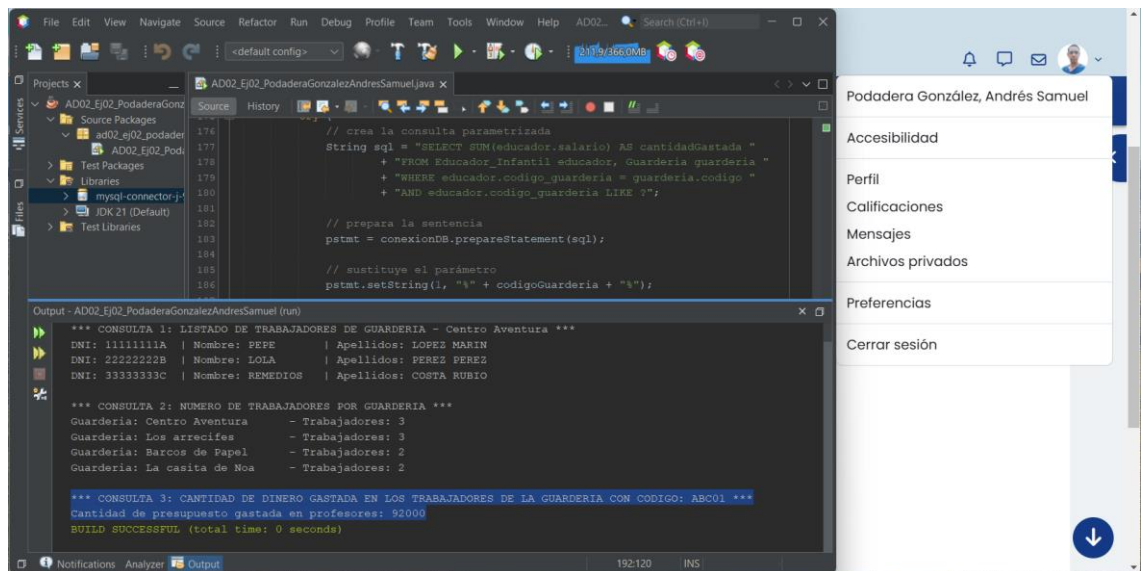 File Edit View Navigate Source Refactor Run Debug Profile Team Tools Window Help AD02... Search (Ctrl+I)
<default config> 211.9/366.0MB
Projects
AD02_Ej02_PodaderaGonzalezAndresSamuel.java
Services
Files
AD02_Ej02_PodaderaGonz
Source Packages
ad02_ej02_podader
AD02_Ej02_Poda
Test Packages
Libraries
mysql-connector-j-
JDK 21 (Default)
Test Libraries
Source History
176 // crea la consulta parametrizada
177 String sql = "SELECT SUM(educador.salario) AS cantidadGastada "
178 + "FROM Educador_Infantil educador, Guarderia guarderia "
179 + "WHERE educador.codigo_guarderia = guarderia.codigo "
180 + "AND educador.codigo_guarderia LIKE ?";
181
182 // prepara la sentencia
183 pstmt = conexionDB.prepareStatement(sql);
184
185 // sustituye el parámetro
186 pstmt.setString(1, "%" + codigoGuarderia + "%");
Output - AD02_Ej02_PodaderaGonzalezAndresSamuel (run)
*** CONSULTA 1: LISTADO DE TRABAJADORES DE GUARDERIA - Centro Aventura ***
DNI: 11111111A | Nombre: PEPE | Apellidos: LOPEZ MARIN
DNI: 22222222B | Nombre: LOLA | Apellidos: PEREZ PEREZ
DNI: 33333333C | Nombre: REMEDIOS | Apellidos: COSTA RUBIO
*** CONSULTA 2: NUMERO DE TRABAJADORES POR GUARDERIA ***
Guarderia: Centro Aventura - Trabajadores: 3
Guarderia: Los arrecifes - Trabajadores: 3
Guarderia: Barcos de Papel - Trabajadores: 2
Guarderia: La casita de Noa - Trabajadores: 2
*** CONSULTA 3: CANTIDAD DE DINERO GASTADA EN LOS TRABAJADORES DE LA GUARDERIA CON CODIGO: ABC01 ***
Cantidad de presupuesto gastada en profesores: 92000
BUILD SUCCESSFUL (total time: 0 seconds)
Notifications Analyzer Output 192:120 INS
Podadera González, Andrés Samuel
Accesibilidad
Perfil
Calificaciones
Mensajes
Archivos privados
Preferencias
Cerrar sesión